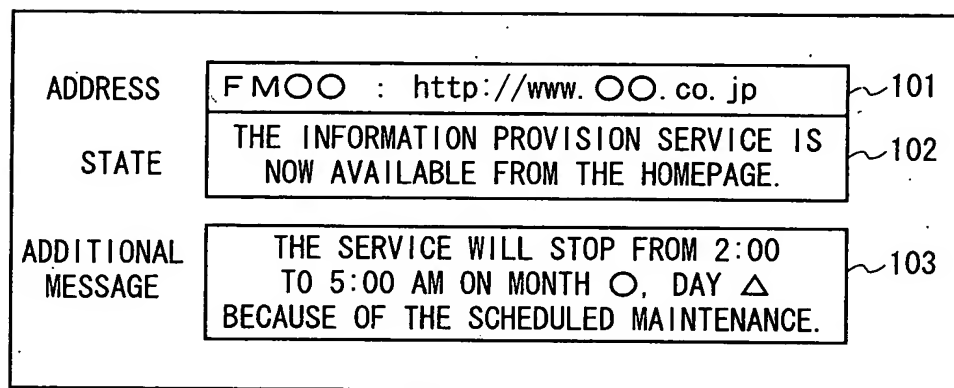 ADDRESS FM○○ : http://www.○○.co.jp 101
STATE THE INFORMATION PROVISION SERVICE IS
NOW AVAILABLE FROM THE HOMEPAGE. 102
ADDITIONAL MESSAGE THE SERVICE WILL STOP FROM 2:00
TO 5:00 AM ON MONTH ○, DAY △
BECAUSE OF THE SCHEDULED MAINTENANCE. 103